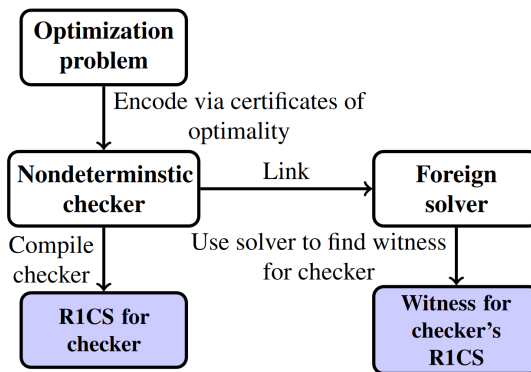 Optimization
problem
Encode via certificates of
optimality
Nondeterminstic
checker
Link
Foreign
solver
Compile
checker
Use solver to find witness
for checker
R1CS for
checker
Witness for
checker's
R1CS